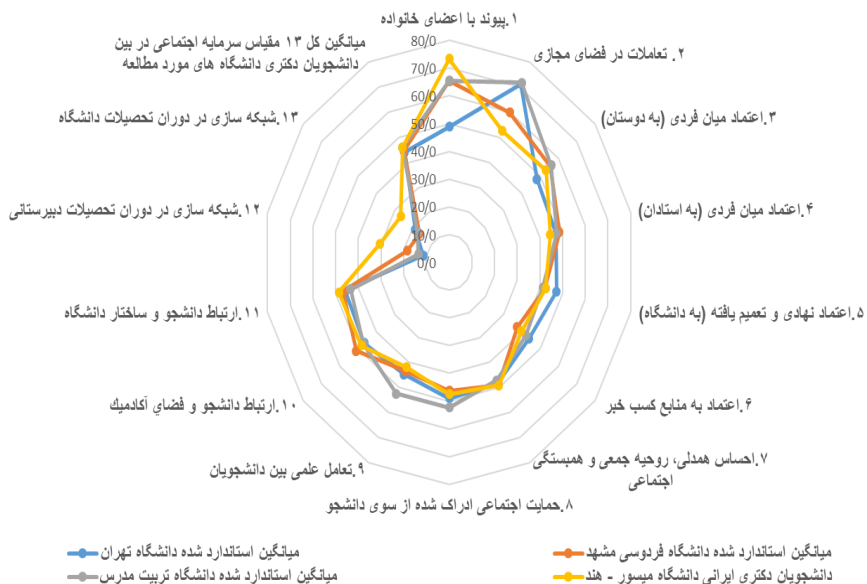 ۱.پیوند با اعضای خانواده
۲. تعاملات در فضای مجازی
۳.اعتماد میان فردی (به دوستان)
۴.اعتماد میان فردی (به استادان)
۵.اعتماد نهادی و تعمیم یافته (به دانشگاه)
۶.اعتماد به منابع کسب خبر
۷.احساس همدلی، روحیه جمعی و همبستگی
اجتماعی
۸.حمایت اجتماعی ادراک شده از سوی دانشجو
۹.تعامل علمی بین دانشجویان
۱۰.ارتباط دانشجو و فضاي آکادمیك
۱۱.ارتباط دانشجو و ساختار دانشگاه
۱۲.شبکه سازی در دوران تحصیلات دبیرستانی
۱۳.شبکه سازی در دوران تحصیلات دانشگاه
میانگین کل ۱۳ مقیاس سرمایه اجتماعی در بین
دانشجویان دکتری دانشگاه های مورد مطالعه
80/0
70/0
60/0
50/0
40/0
30/0
20/0
10/0
0/0
میانگین استاندارد شده دانشگاه تهران
میانگین استاندارد شده دانشگاه فردوسی مشهد
میانگین استاندارد شده دانشگاه تربیت مدرس
دانشجویان دکتری ایرانی دانشگاه میسور - هند